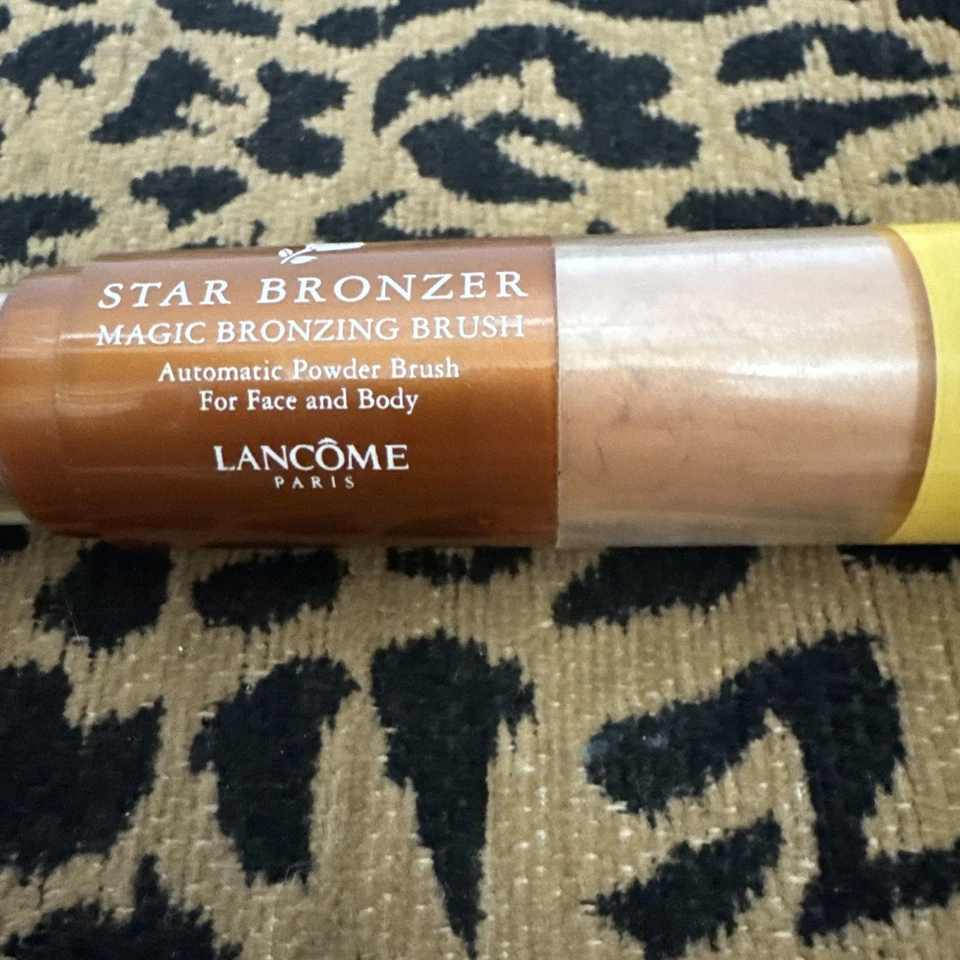 STAR BRONZER
MAGIC BRONZING BRUSH
Automatic Powder Brush
For Face and Body
LANCÔME
PARIS